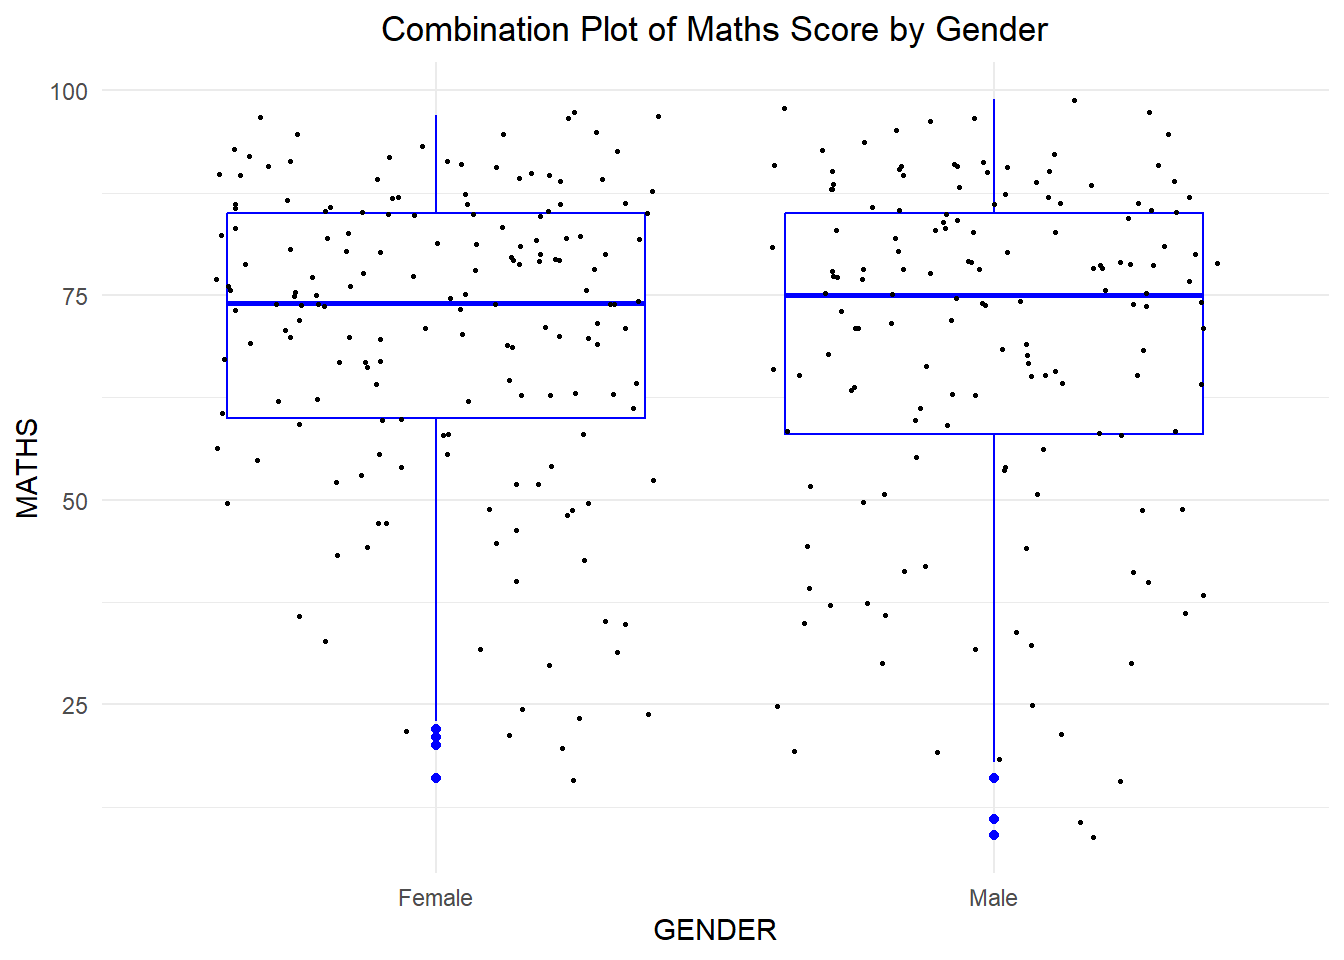 Combination Plot of Maths Score by Gender
100
75
50
25
MATHS
Female
Male
GENDER